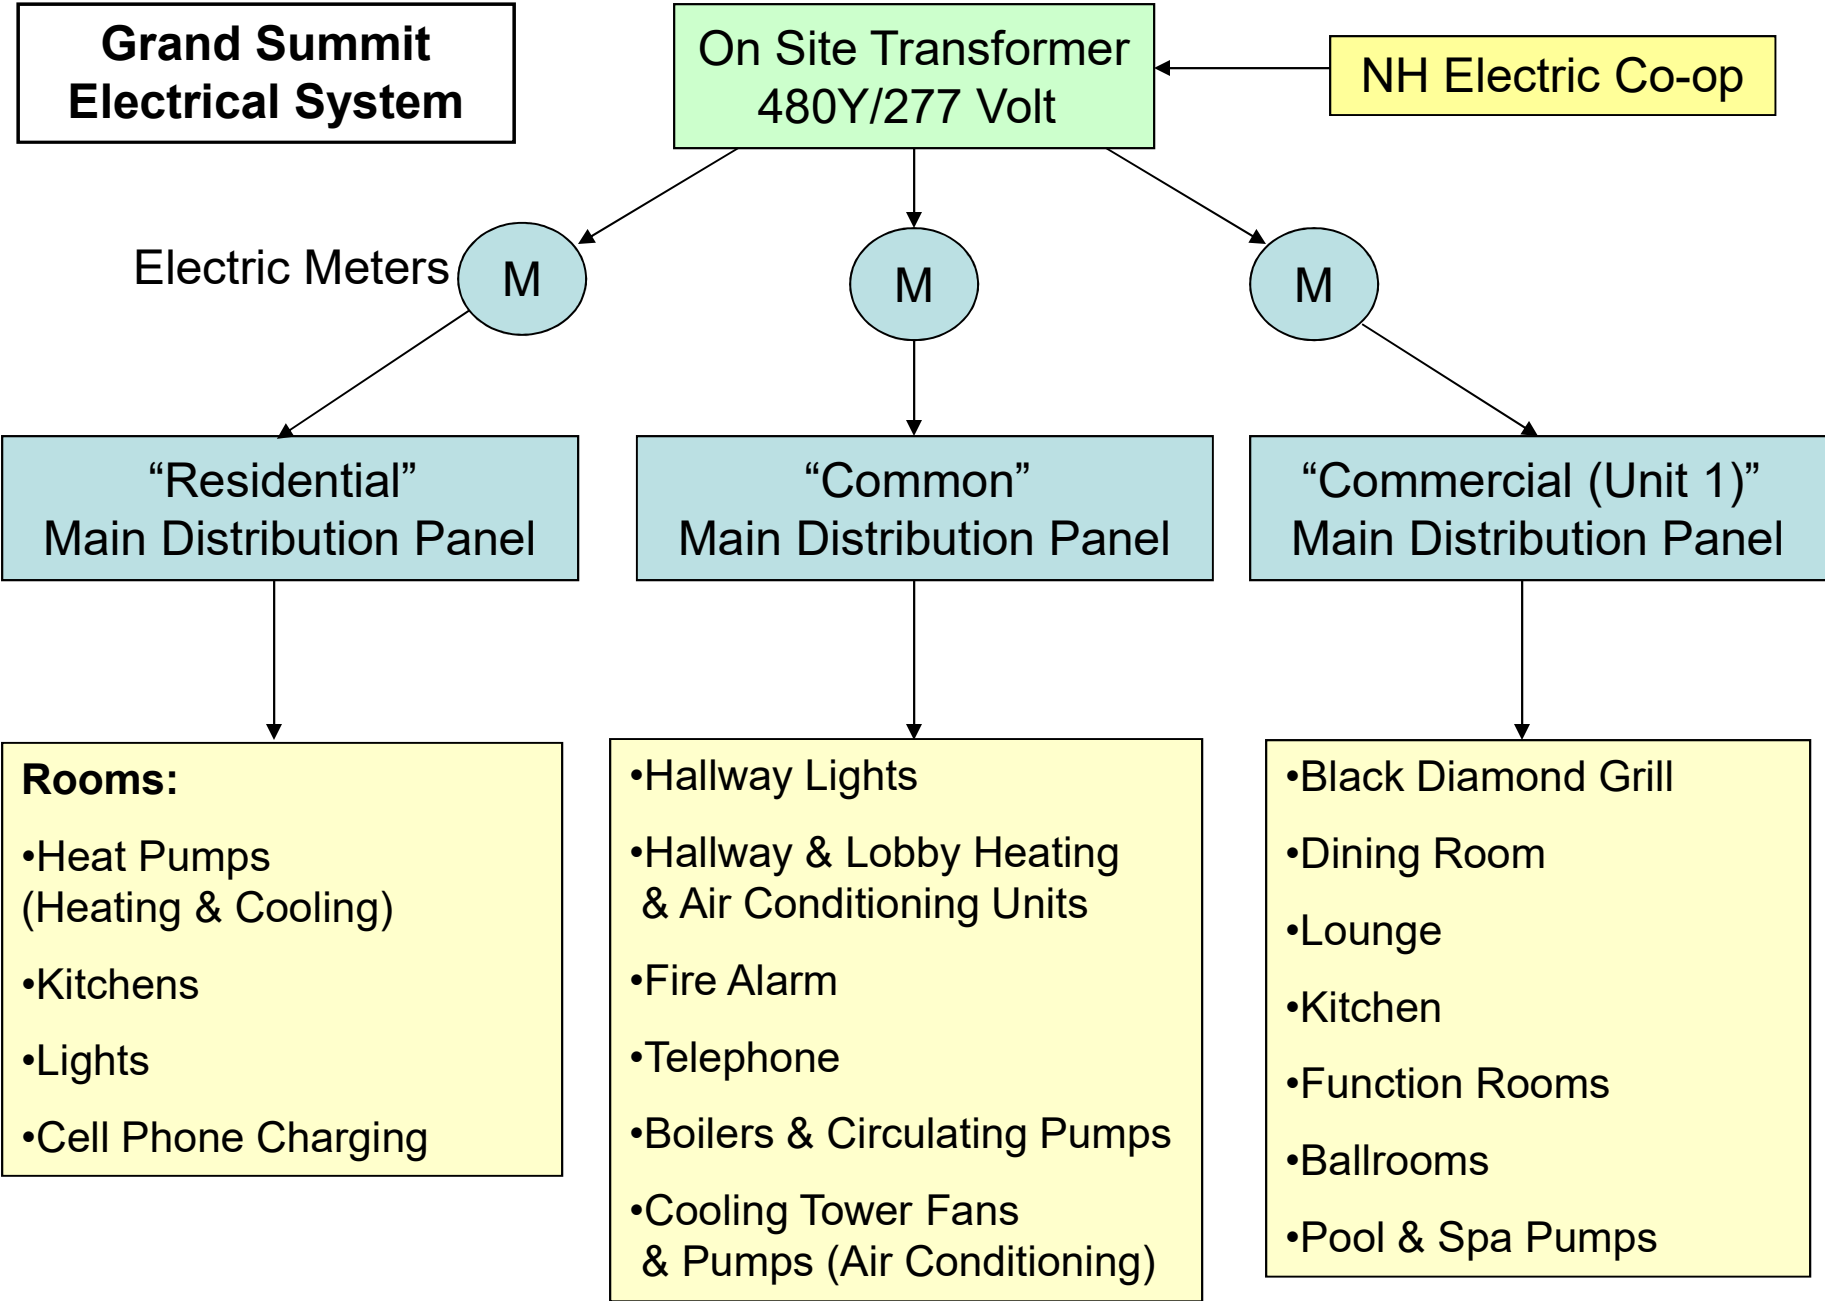 Grand Summit
Electrical System
On Site Transformer
480Y/277 Volt
NH Electric Co-op
Electric Meters
M
M
M
“Residential”
Main Distribution Panel
“Common”
Main Distribution Panel
“Commercial (Unit 1)”
Main Distribution Panel
Rooms:
•Heat Pumps
(Heating & Cooling)
•Kitchens
•Lights
•Cell Phone Charging
•Hallway Lights
•Hallway & Lobby Heating
& Air Conditioning Units
•Fire Alarm
•Telephone
•Boilers & Circulating Pumps
•Cooling Tower Fans
& Pumps (Air Conditioning)
•Black Diamond Grill
•Dining Room
•Lounge
•Kitchen
•Function Rooms
•Ballrooms
•Pool & Spa Pumps